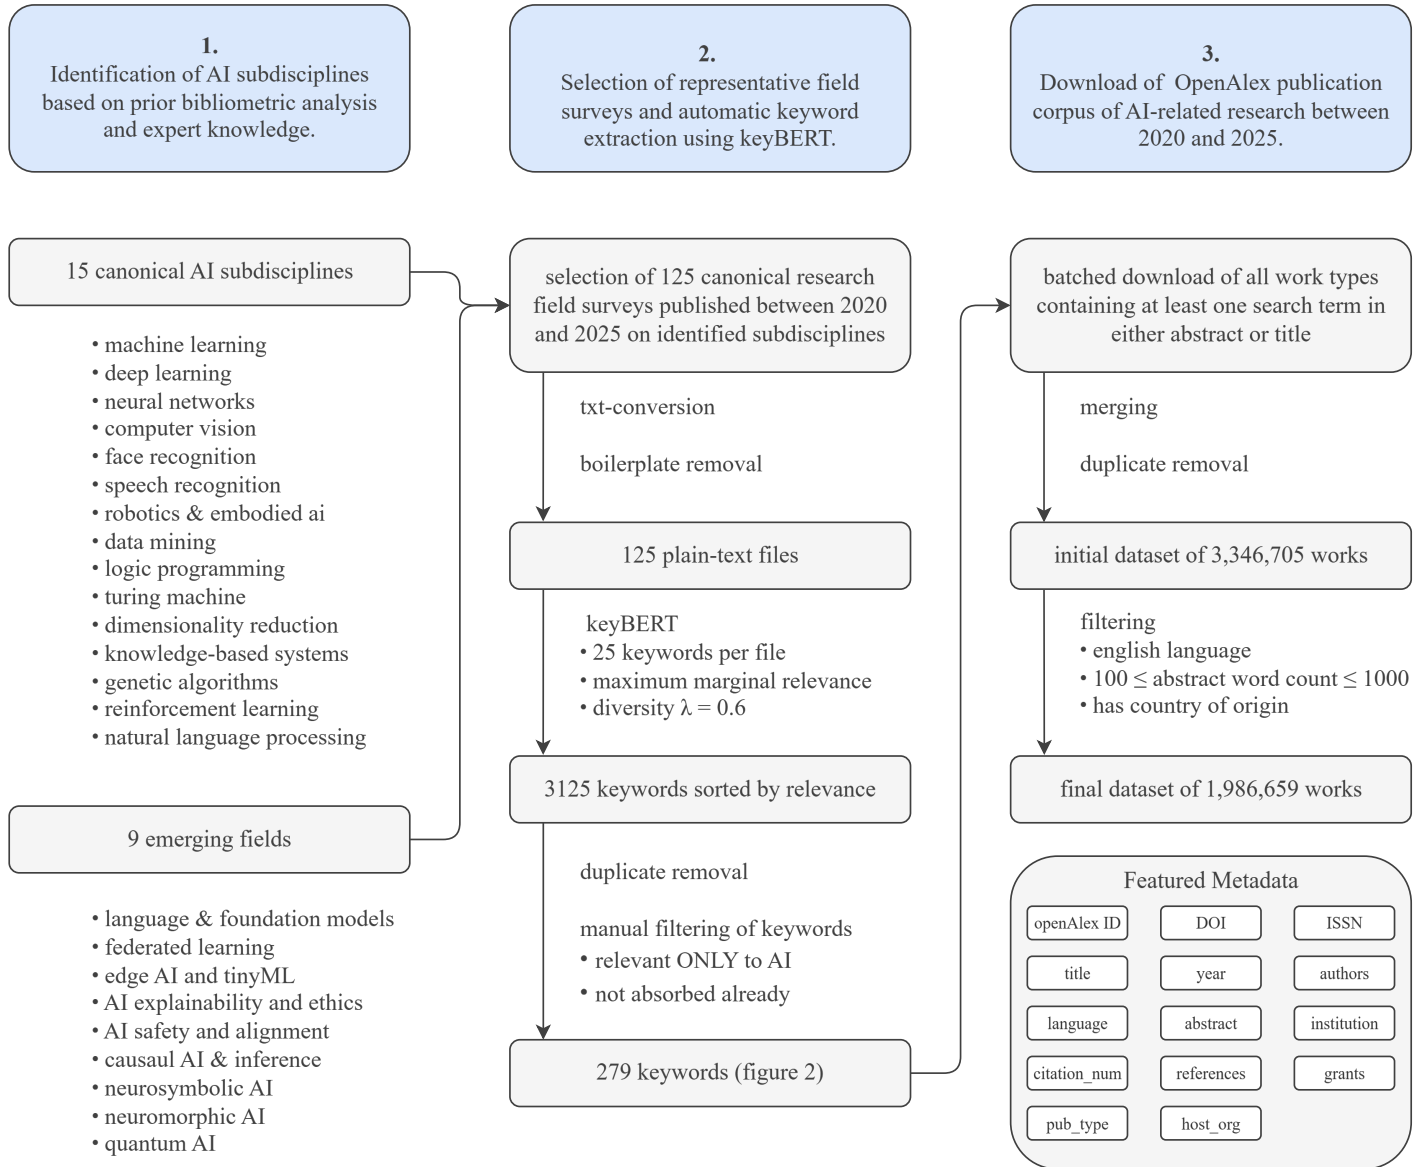 1.
Identification of AI subdisciplines
based on prior bibliometric analysis
and expert knowledge.
15 canonical AI subdisciplines
• machine learning
• deep learning
• neural networks
• computer vision
• face recognition
• speech recognition
• robotics & embodied ai
• data mining
• logic programming
• turing machine
• dimensionality reduction
• knowledge-based systems
• genetic algorithms
• reinforcement learning
• natural language processing
9 emerging fields
• language & foundation models
• federated learning
• edge AI and tinyML
• AI explainability and ethics
• AI safety and alignment
• causaul AI & inference
• neurosymbolic AI
• neuromorphic AI
• quantum AI
2.
Selection of representative field
surveys and automatic keyword
extraction using keyBERT.
selection of 125 canonical research
field surveys published between 2020
and 2025 on identified subdisciplines
txt-conversion
boilerplate removal
125 plain-text files
keyBERT
• 25 keywords per file
• maximum marginal relevance
• diversity λ = 0.6
3125 keywords sorted by relevance
duplicate removal
manual filtering of keywords
• relevant ONLY to AI
• not absorbed already
279 keywords (figure 2)
3.
Download of OpenAlex publication
corpus of AI-related research between
2020 and 2025.
batched download of all work types
containing at least one search term in
either abstract or title
merging
duplicate removal
initial dataset of 3,346,705 works
filtering
• english language
• 100 ≤ abstract word count ≤ 1000
• has country of origin
final dataset of 1,986,659 works
Featured Metadata
openAlex ID DOI ISSN
title year authors
language abstract institution
citation_num references grants
pub_type host_org